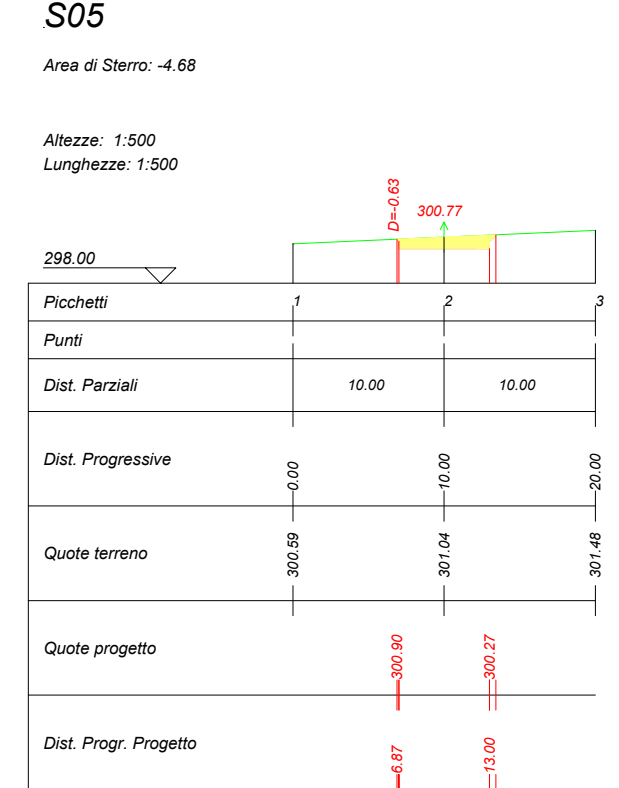 S05
Area di Sterro: -4.68
Altezze: 1:500
Lunghezze: 1:500
D=-0.63
300.77
298.00
Picchetti 1 2 3
Punti
Dist. Parziali 10.00 10.00
Dist. Progressive 0.00 10.00 20.00
Quote terreno 300.59 301.04 301.48
Quote progetto 300.90 300.27
Dist. Progr. Progetto 6.87 13.00